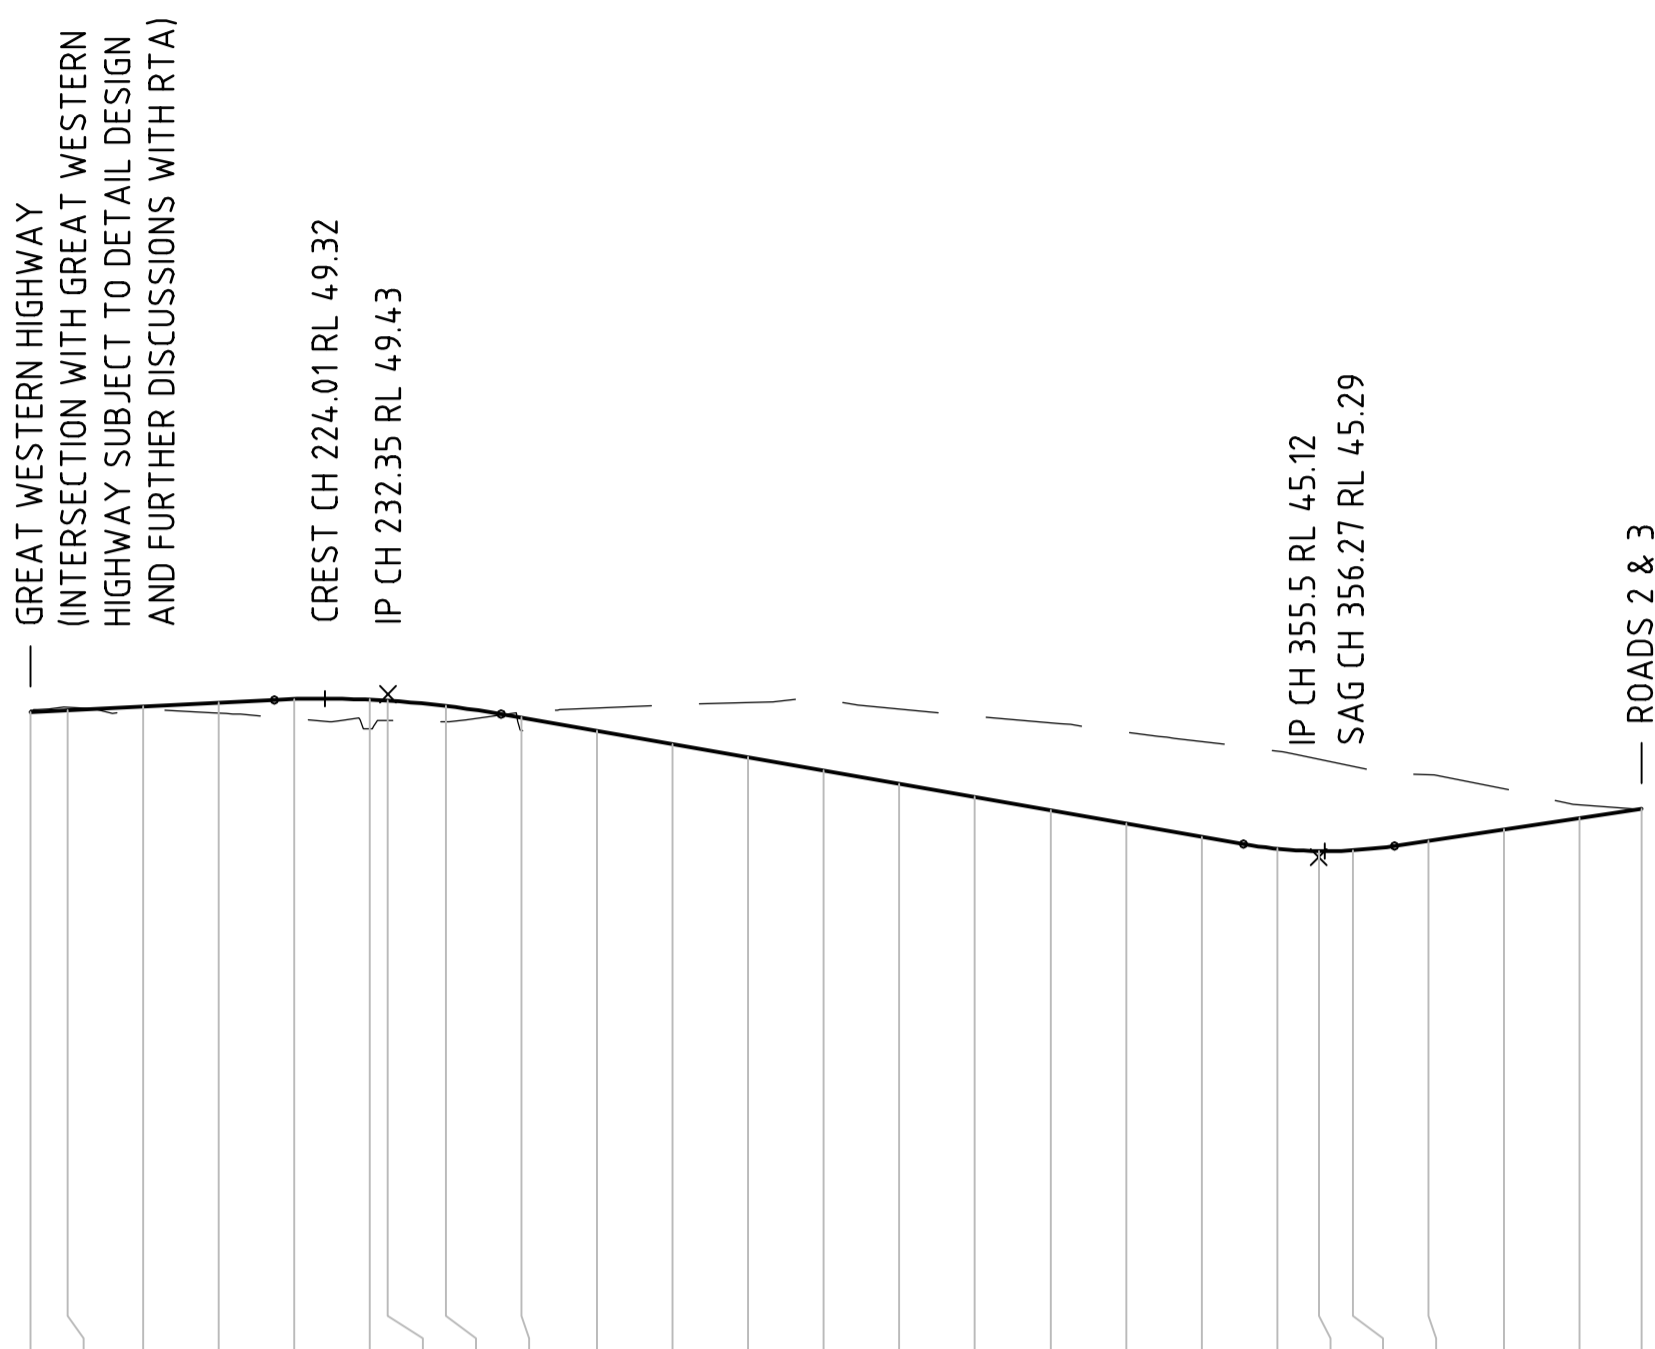 GREAT WESTERN HIGHWAY
(INTERSECTION WITH GREAT WESTERN
HIGHWAY SUBJECT TO DETAIL DESIGN
AND FURTHER DISCUSSIONS WITH RTA)
CREST CH 224.01 RL 49.32
IP CH 232.35 RL 49.43
IP CH 355.5 RL 45.12
SAG CH 356.27 RL 45.29
ROADS 2 & 3